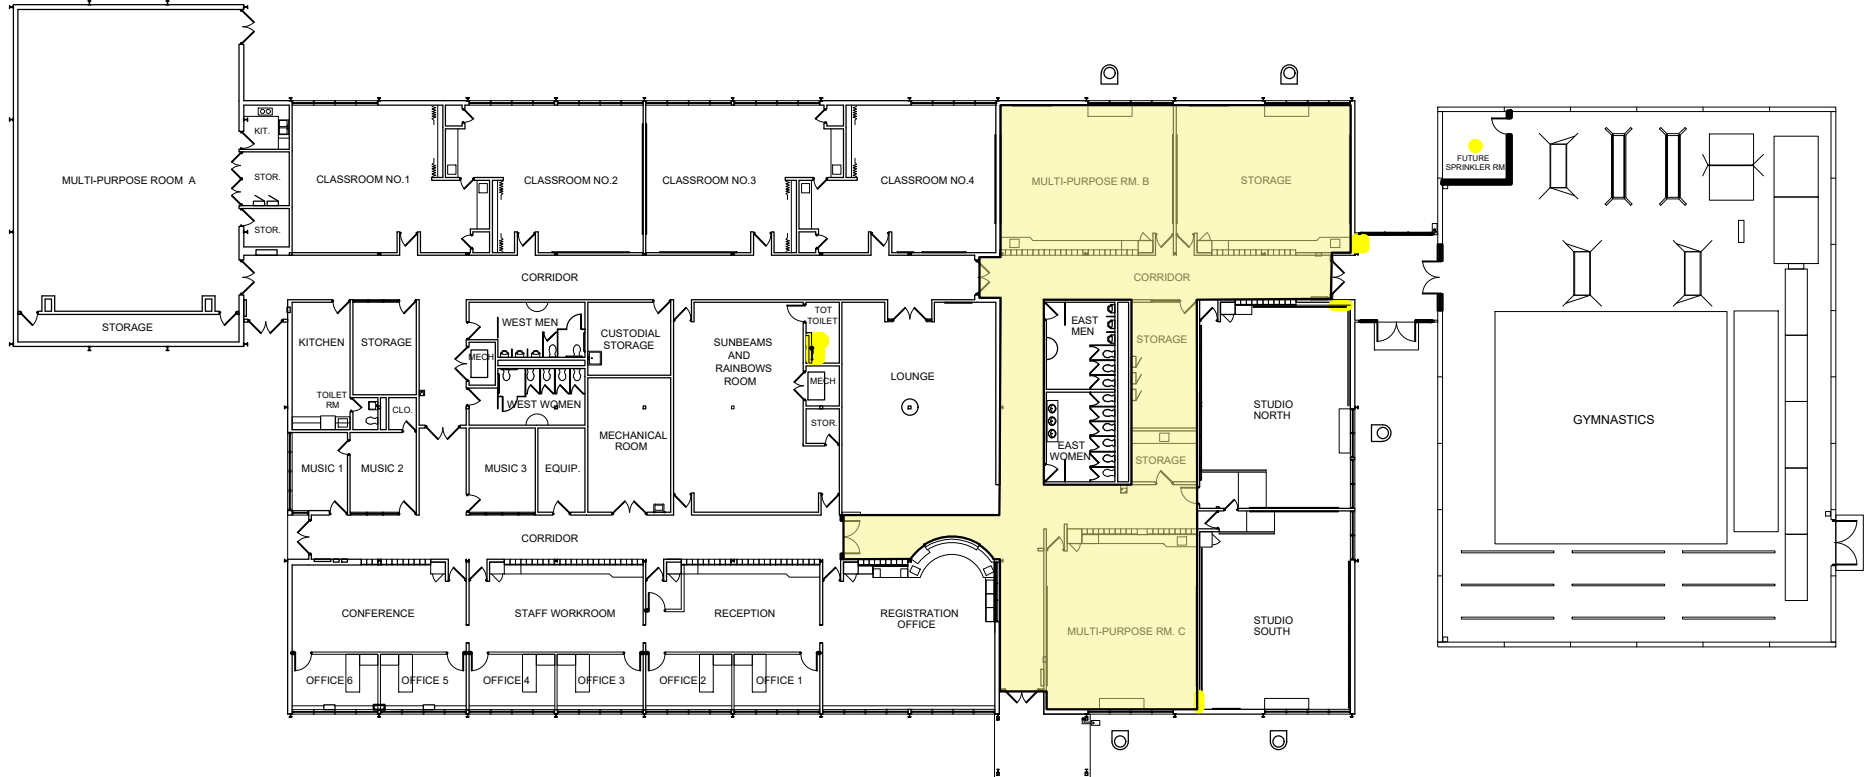 KIT.
MULTI-PURPOSE ROOM A
STOR.
STOR.
CLASSROOM NO.1
CLASSROOM NO.2
CLASSROOM NO.3
CLASSROOM NO.4
MULTI-PURPOSE RM. B
STORAGE
FUTURE
SPRINKLER RM
CORRIDOR
CORRIDOR
STORAGE
KITCHEN
STORAGE
WEST MEN
MECH
WEST WOMEN
CUSTODIAL
STORAGE
SUNBEAMS
AND
RAINBOWS
ROOM
TOT
TOILET
MECH
STOR.
LOUNGE
EAST
MEN
STORAGE
EAST
WOMEN
STORAGE
STUDIO
NORTH
GYMNASTICS
TOILET
RM
CLO.
MUSIC 1
MUSIC 2
MUSIC 3
EQUIP.
MECHANICAL
ROOM
CORRIDOR
CONFERENCE
STAFF WORKROOM
RECEPTION
REGISTRATION
OFFICE
MULTI-PURPOSE RM. C
STUDIO
SOUTH
OFFICE 6
OFFICE 5
OFFICE 4
OFFICE 3
OFFICE 2
OFFICE 1